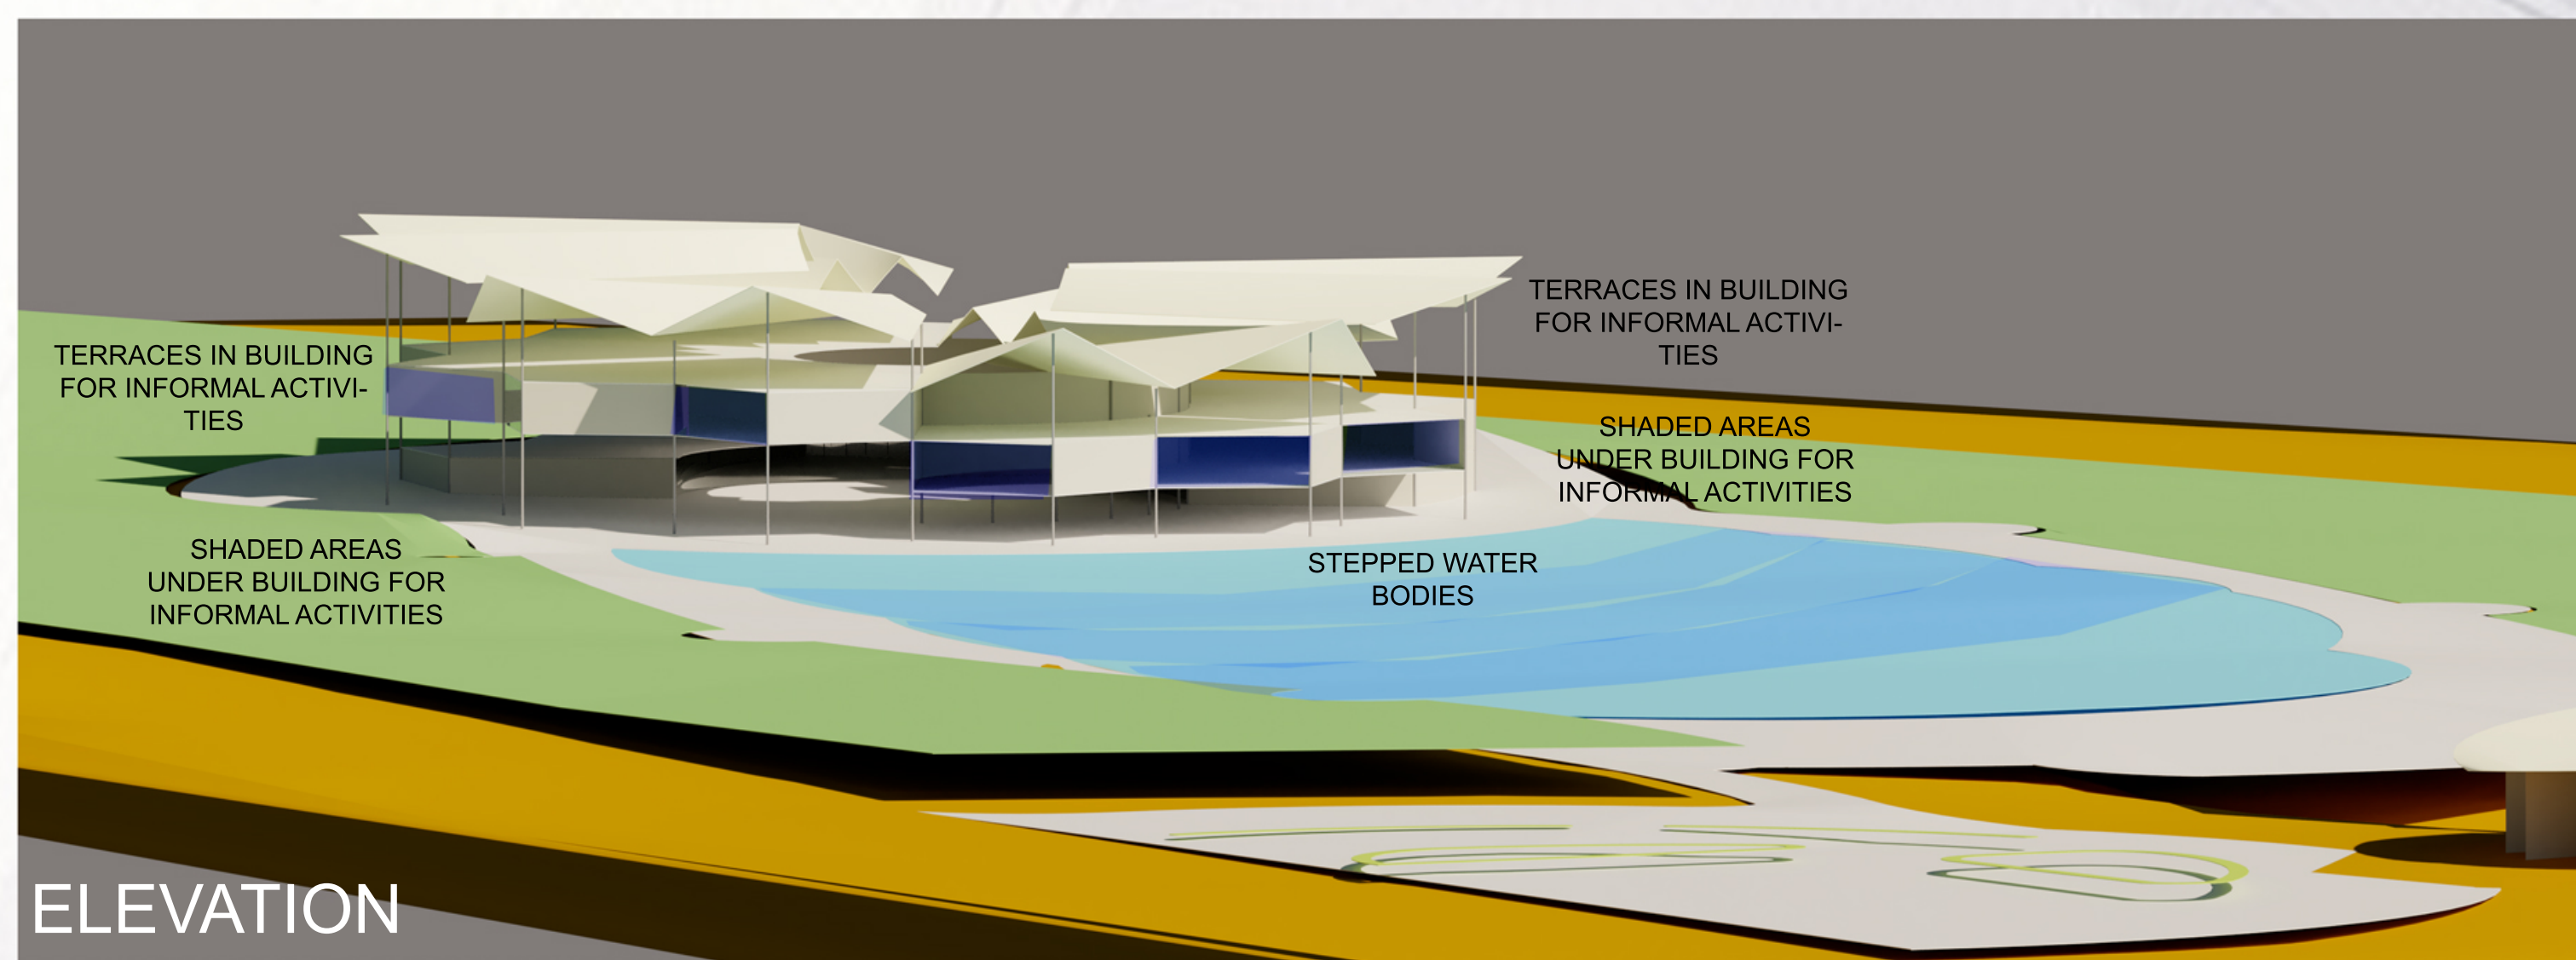 TERRACES IN BUILDING
FOR INFORMAL ACTIVI-
TIES
TERRACES IN BUILDING
FOR INFORMAL ACTIVI-
TIES
SHADED AREAS
UNDER BUILDING FOR
INFORMAL ACTIVITIES
SHADED AREAS
UNDER BUILDING FOR
INFORMAL ACTIVITIES
STEPPED WATER
BODIES
ELEVATION